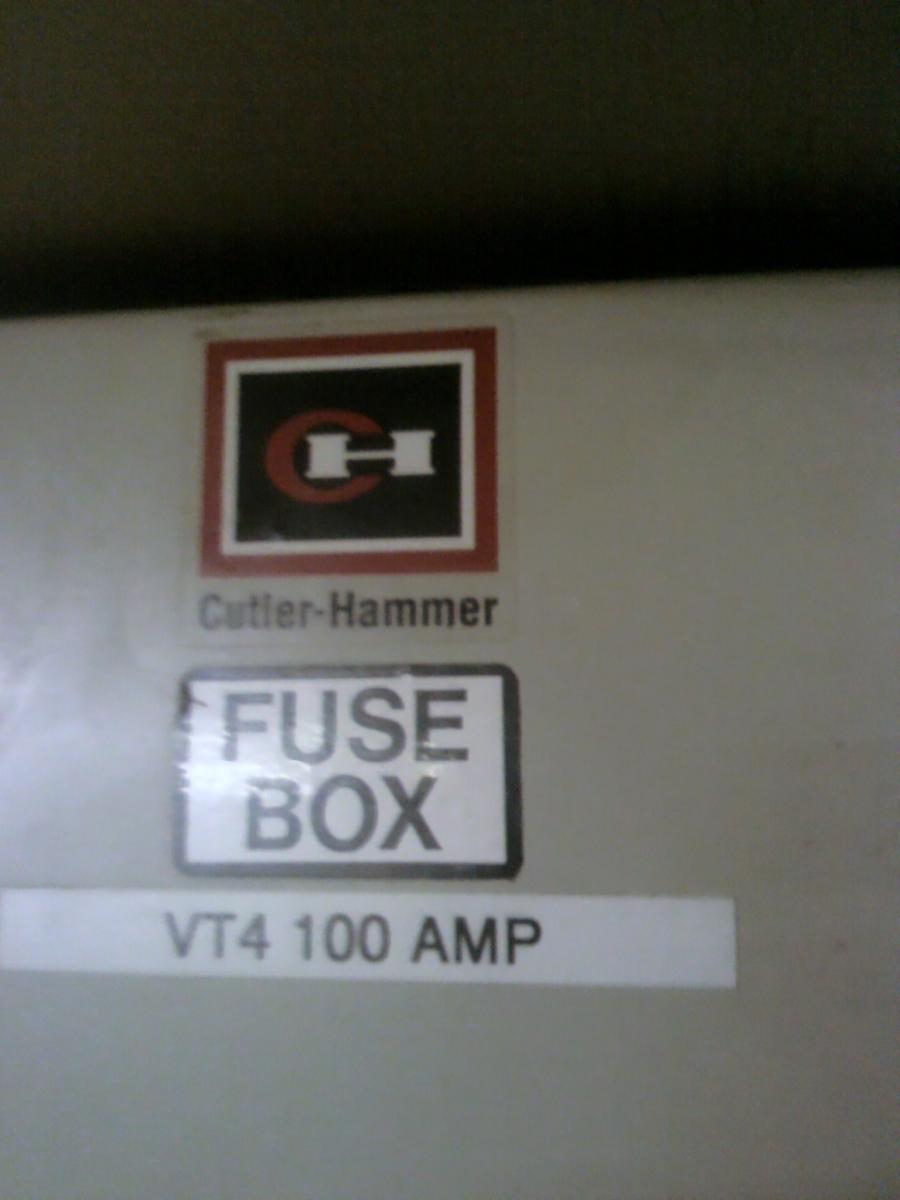 CH
Cutler-Hammer
FUSE
BOX
VT4 100 AMP